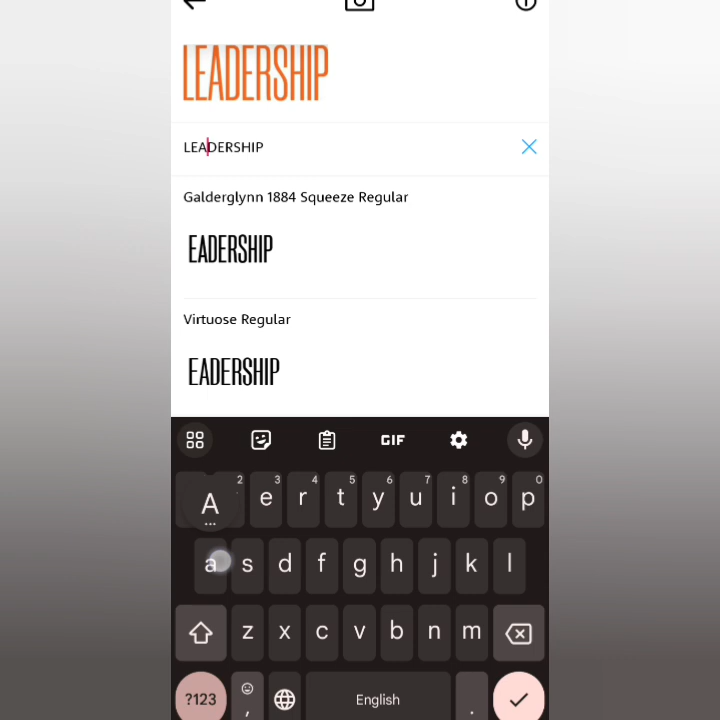 LEADERSHIP
LEADERSHIP
Galderglynn 1884 Squeeze Regular
EADERSHIP
Virtuose Regular
EADERSHIP
GIF
A 2 e 3 r 4 t 5 y 6 u 7 i 8 o 9 p 0
...
a s d f g h j k l
z x c v b n m
?123 , English .